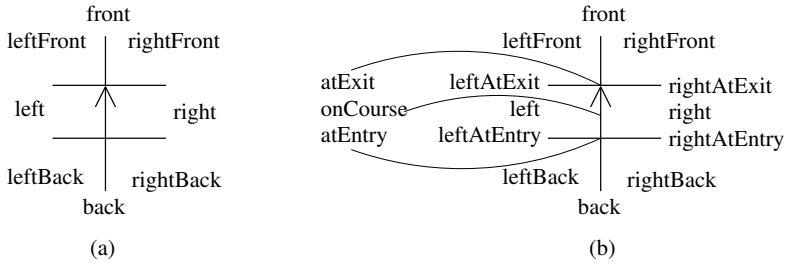 front
leftFront rightFront
left right
leftBack rightBack
back
(a)
front
leftFront rightFront
atExit leftAtExit rightAtExit
onCourse left right
atEntry leftAtEntry rightAtEntry
leftBack rightBack
back
(b)